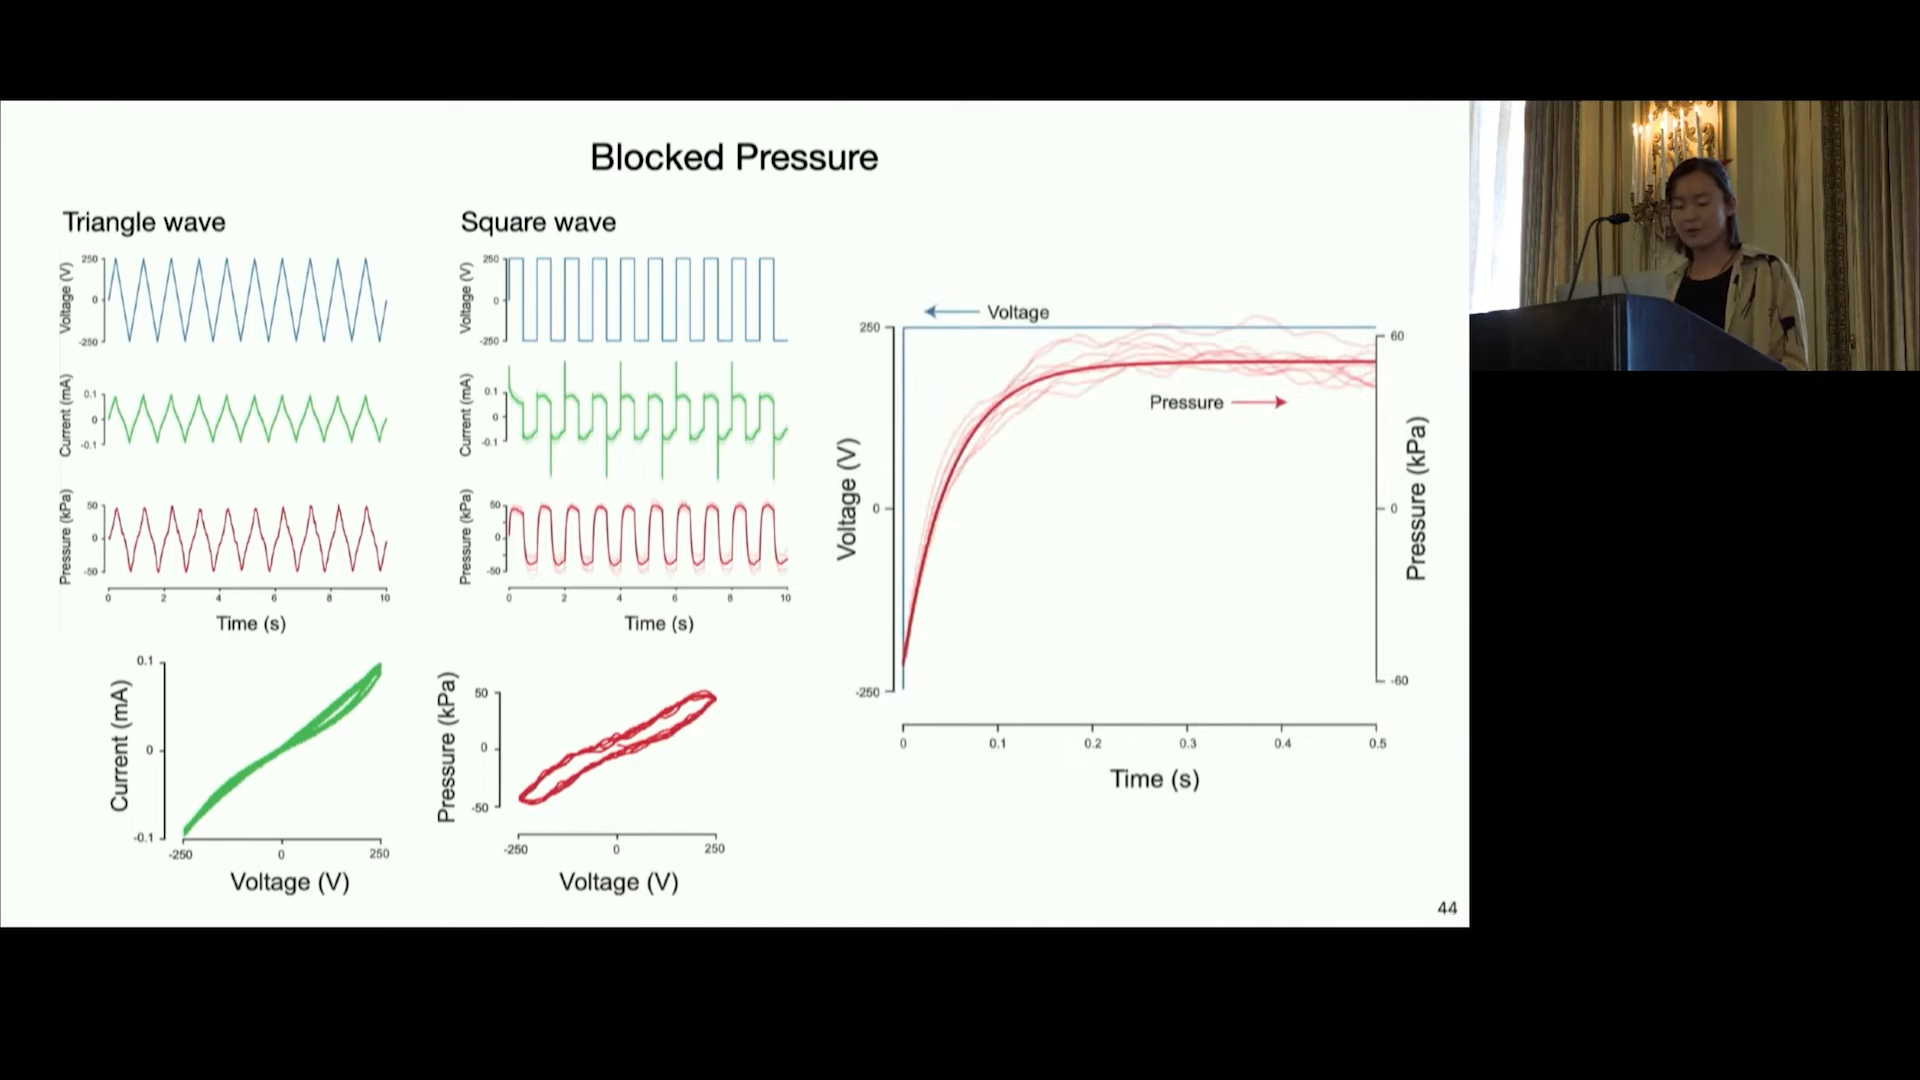 Blocked Pressure
Triangle wave
Voltage (V)
250
0
-250
Current (mA)
0.1
0
-0.1
Pressure (kPa)
50
0
-50
0 2 4 6 8 10
Time (s)
Square wave
Voltage (V)
250
0
-250
Current (mA)
0.1
0
-0.1
Pressure (kPa)
50
0
-50
0 2 4 6 8 10
Time (s)
Current (mA)
0.1
0
-0.1
-250 0 250
Voltage (V)
Pressure (kPa)
50
0
-50
-250 0 250
Voltage (V)
Voltage
Pressure
Voltage (V)
250
0
-250
60
0
-60
Pressure (kPa)
0 0.1 0.2 0.3 0.4 0.5
Time (s)
44